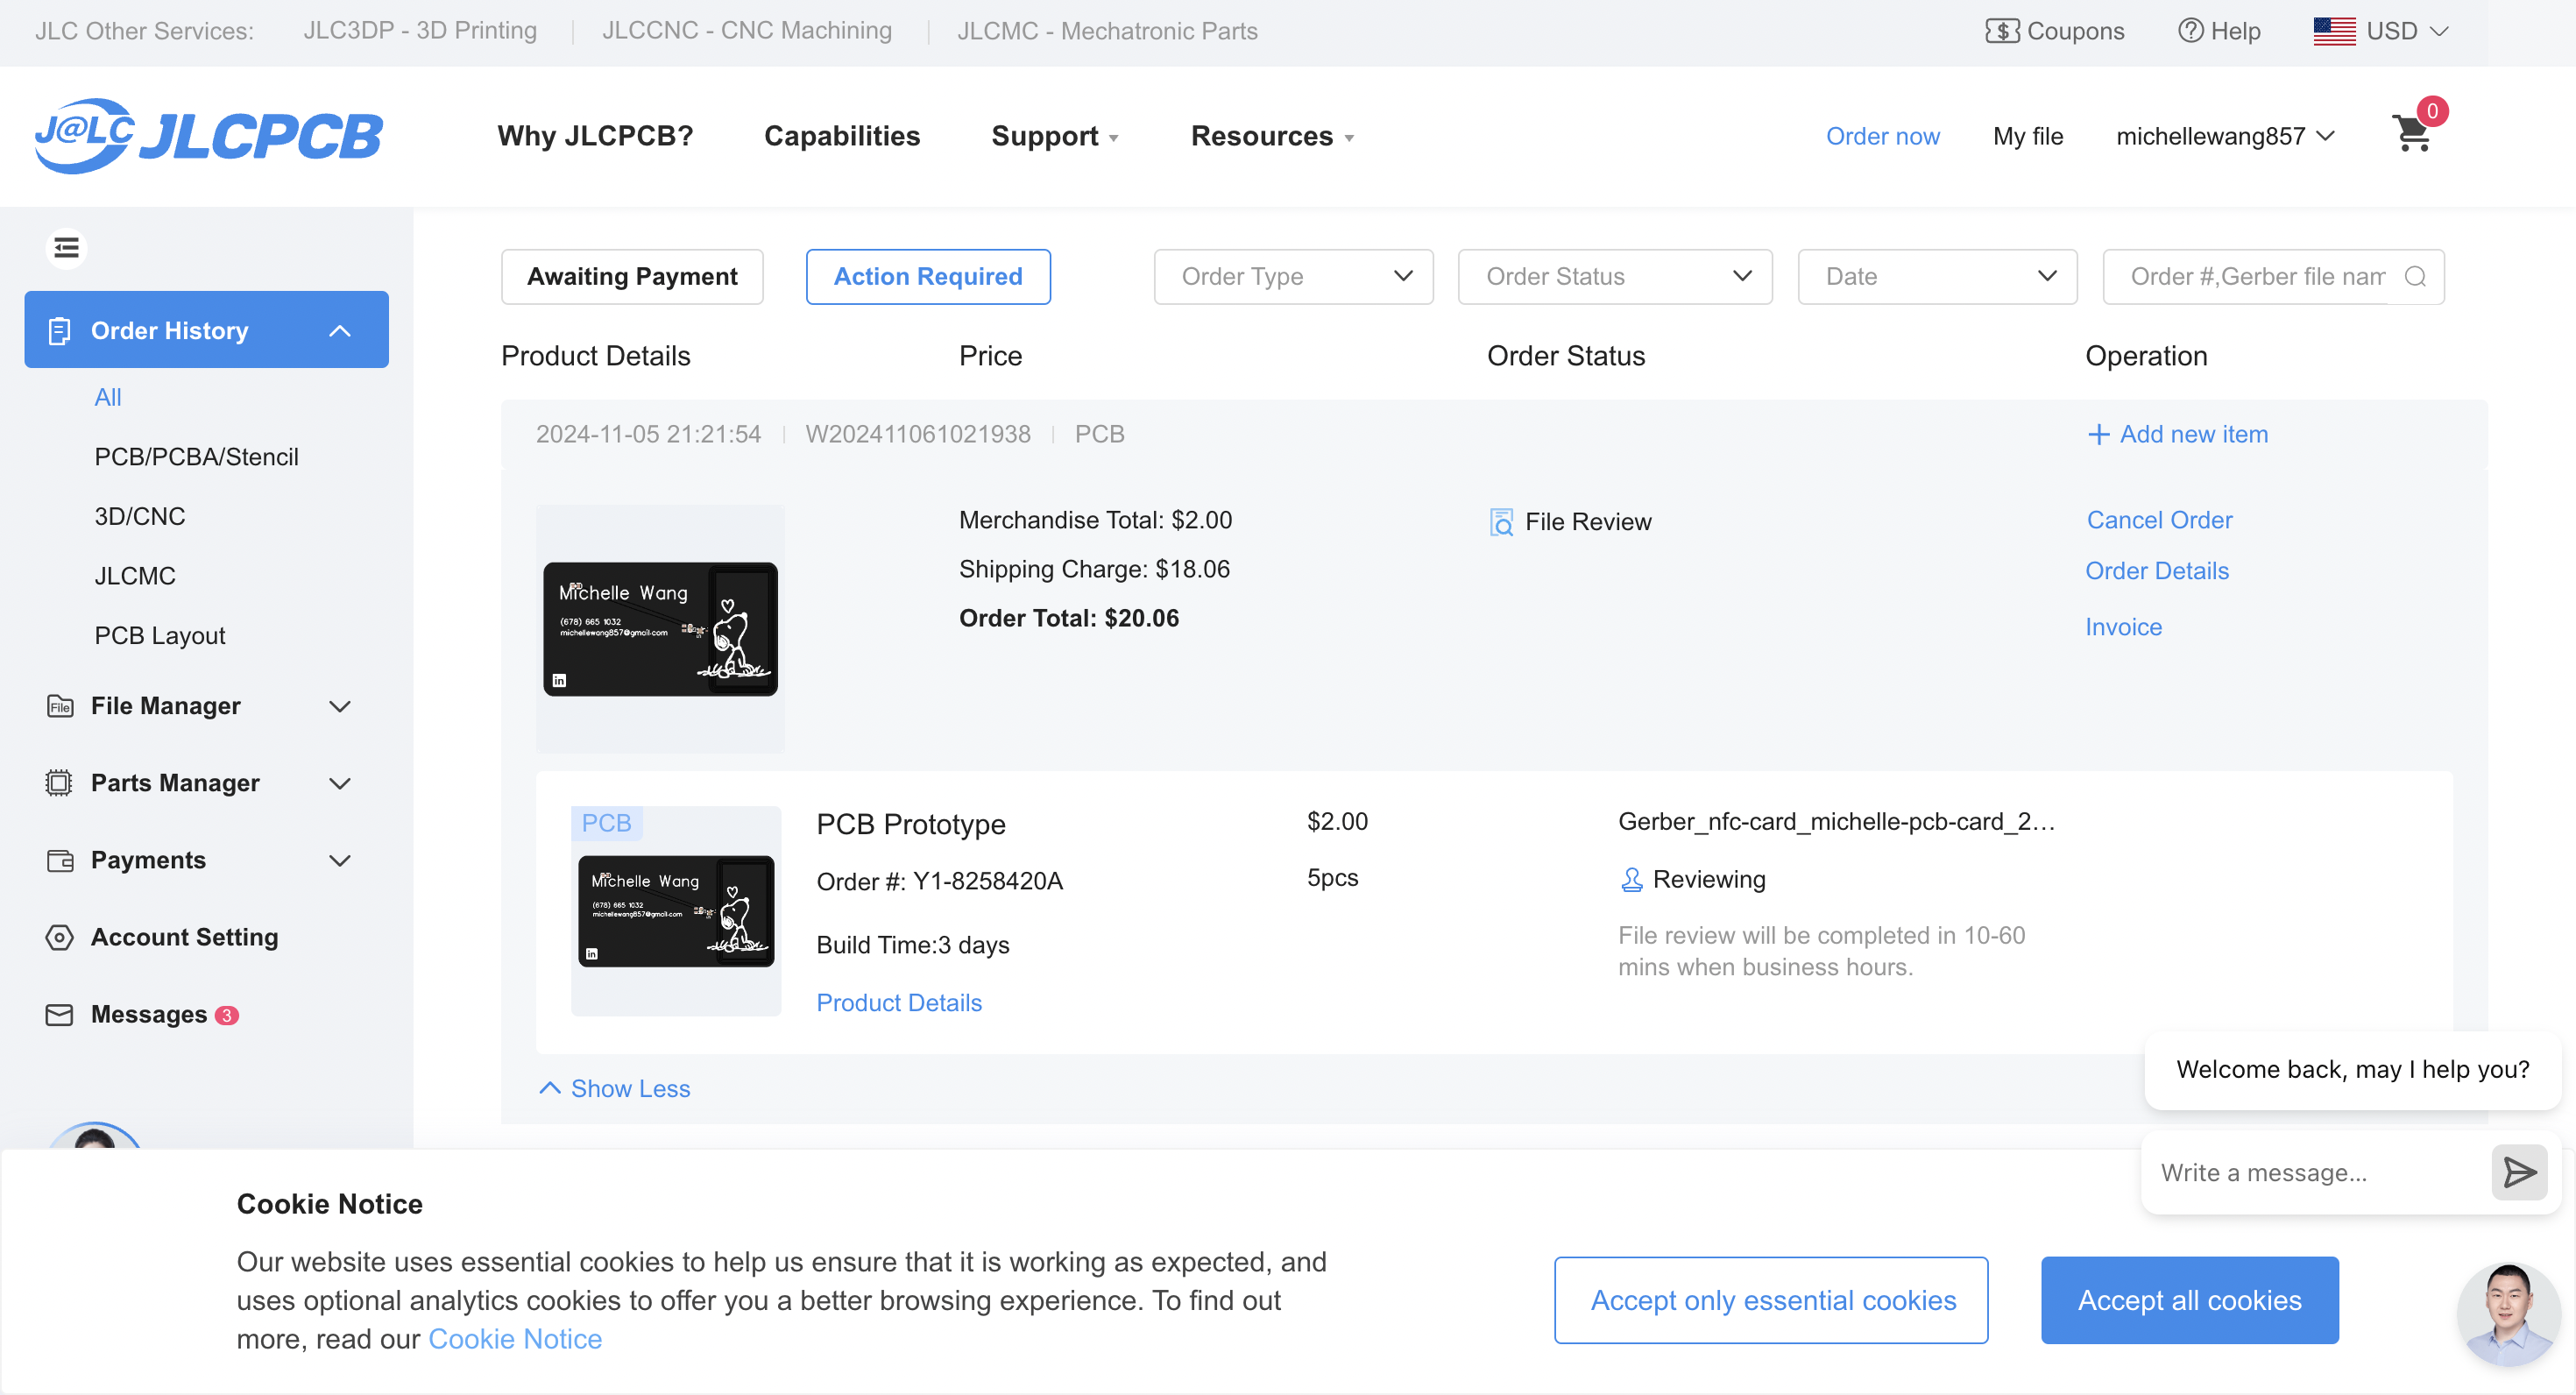 JLC Other Services:
JLC3DP - 3D Printing
JLCCNC - CNC Machining
JLCMC - Mechatronic Parts
$ Coupons
? Help
USD
J@LC JLCPCB
Why JLCPCB?
Capabilities
Support
Resources
Order now
My file
michellewang857
0
Order History
All
PCB/PCBA/Stencil
3D/CNC
JLCMC
PCB Layout
File File Manager
Parts Manager
Payments
Account Setting
Messages 3
Awaiting Payment
Action Required
Order Type
Order Status
Date
Order #,Gerber file nam
Product Details
Price
Order Status
Operation
2024-11-05 21:21:54
W202411061021938
PCB
+ Add new item
Michelle Wang
(678) 665 1032
michellewang857@gmail.com
in
Merchandise Total: $2.00
Shipping Charge: $18.06
Order Total: $20.06
File Review
Cancel Order
Order Details
Invoice
PCB
Michelle Wang
(678) 665 1032
michellewang857@gmail.com
in
PCB Prototype
Order #: Y1-8258420A
Build Time:3 days
Product Details
$2.00
5pcs
Gerber_nfc-card_michelle-pcb-card_2…
Reviewing
File review will be completed in 10-60
mins when business hours.
Show Less
Welcome back, may I help you?
Write a message...
Cookie Notice
Our website uses essential cookies to help us ensure that it is working as expected, and
uses optional analytics cookies to offer you a better browsing experience. To find out
more, read our Cookie Notice
Accept only essential cookies
Accept all cookies